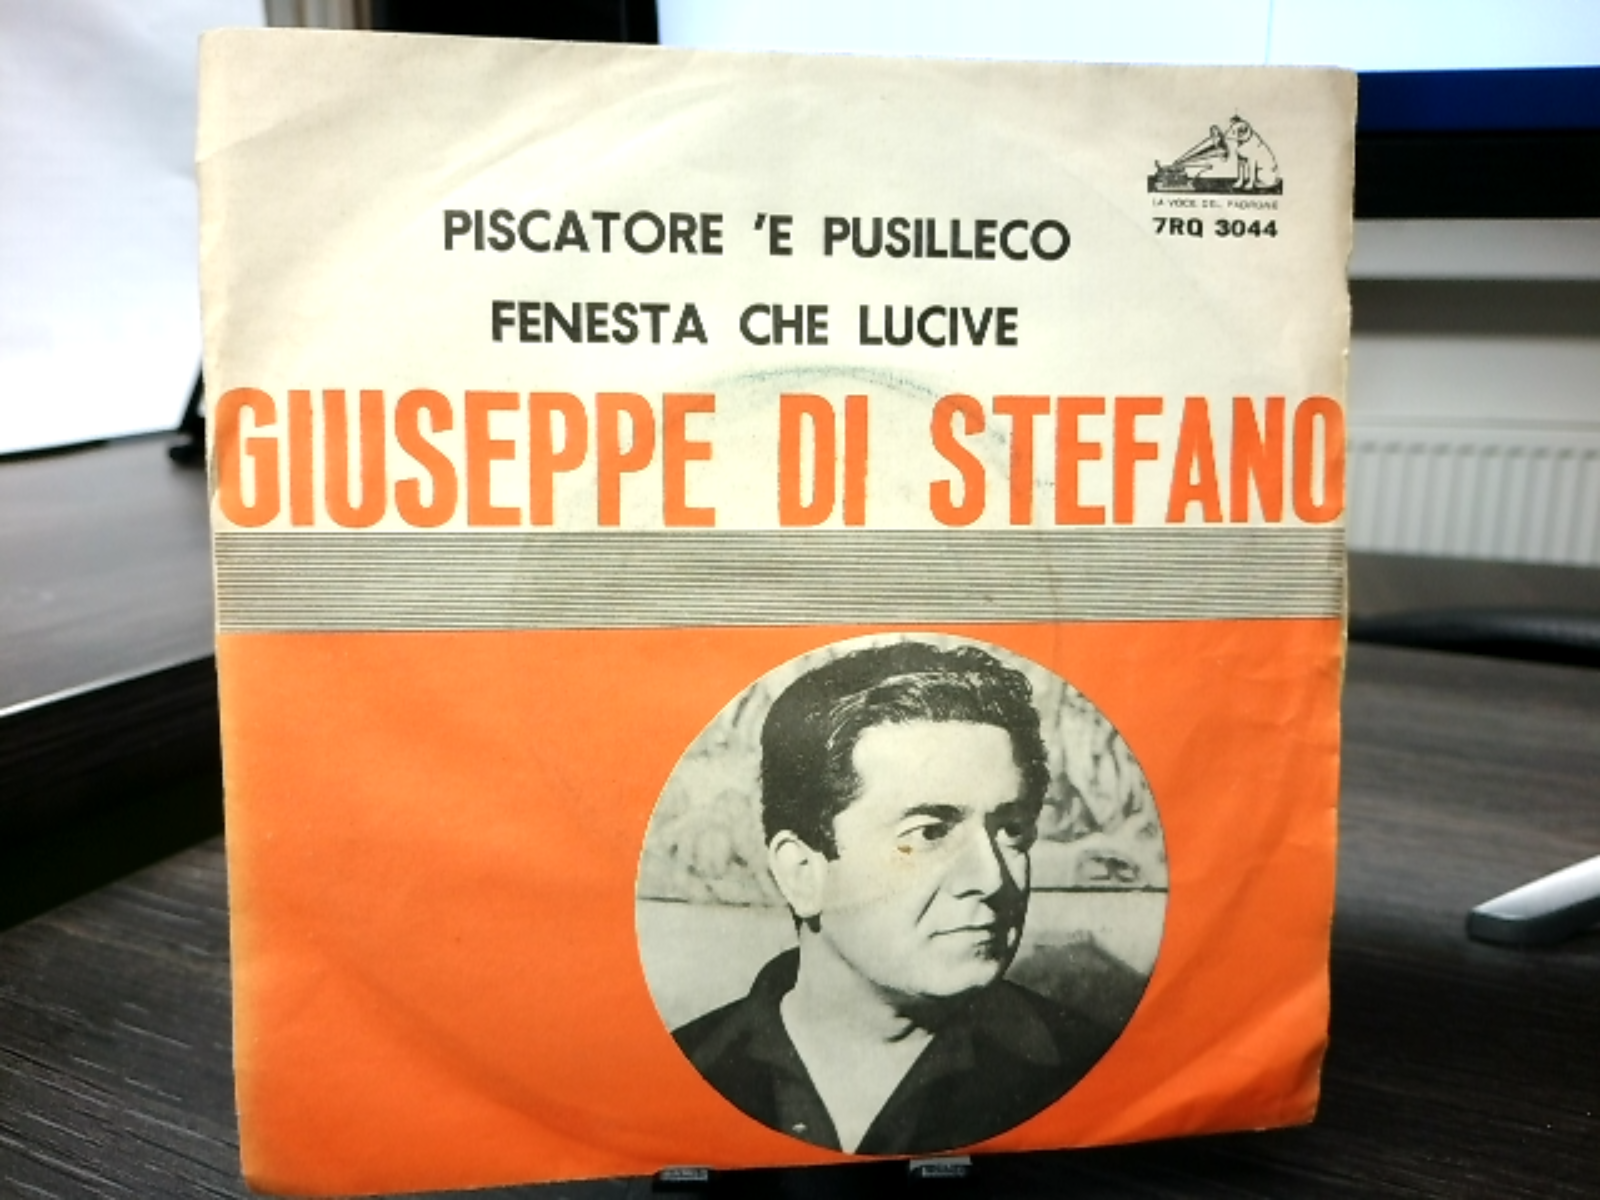 LA VOCE DEL PADRONE
7RQ 3044
PISCATORE 'E PUSILLECO
FENESTA CHE LUCIVE
GIUSEPPE DI STEFANO